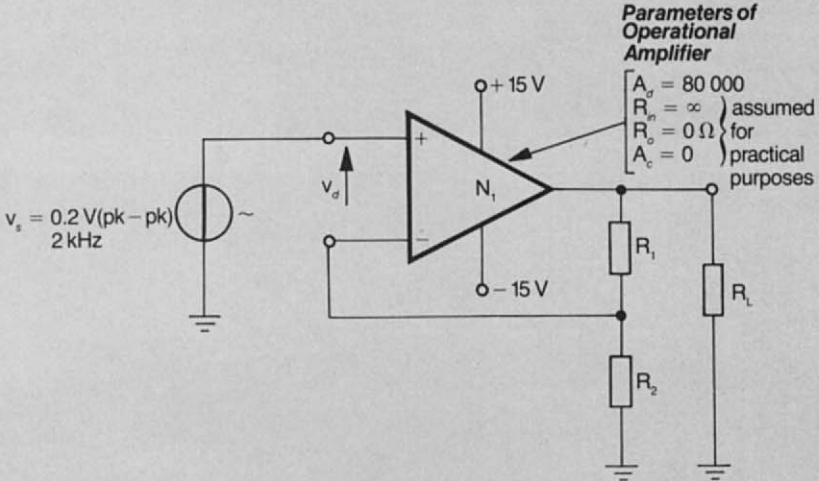 Parameters of
Operational
Amplifier
A_d = 80 000
R_in = ∞
R_o = 0 Ω
A_c = 0
assumed
for
practical
purposes
+ 15 V
+
v_d
N_1
v_s = 0.2 V(pk – pk)
2 kHz
~
–
– 15 V
R_1
R_L
R_2